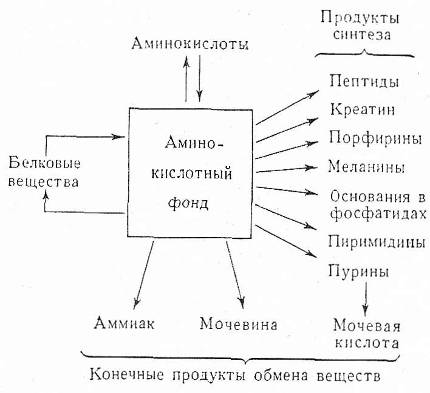 Продукты
синтеза
Аминокислоты
Пептиды
Креатин
Порфирины
Меланины
Основания в
фосфатидах
Пиримидины
Пурины
Амино-
кислотный
фонд
Белковые
вещества
Аммиак
Мочевина
Мочевая
кислота
Конечные продукты обмена веществ